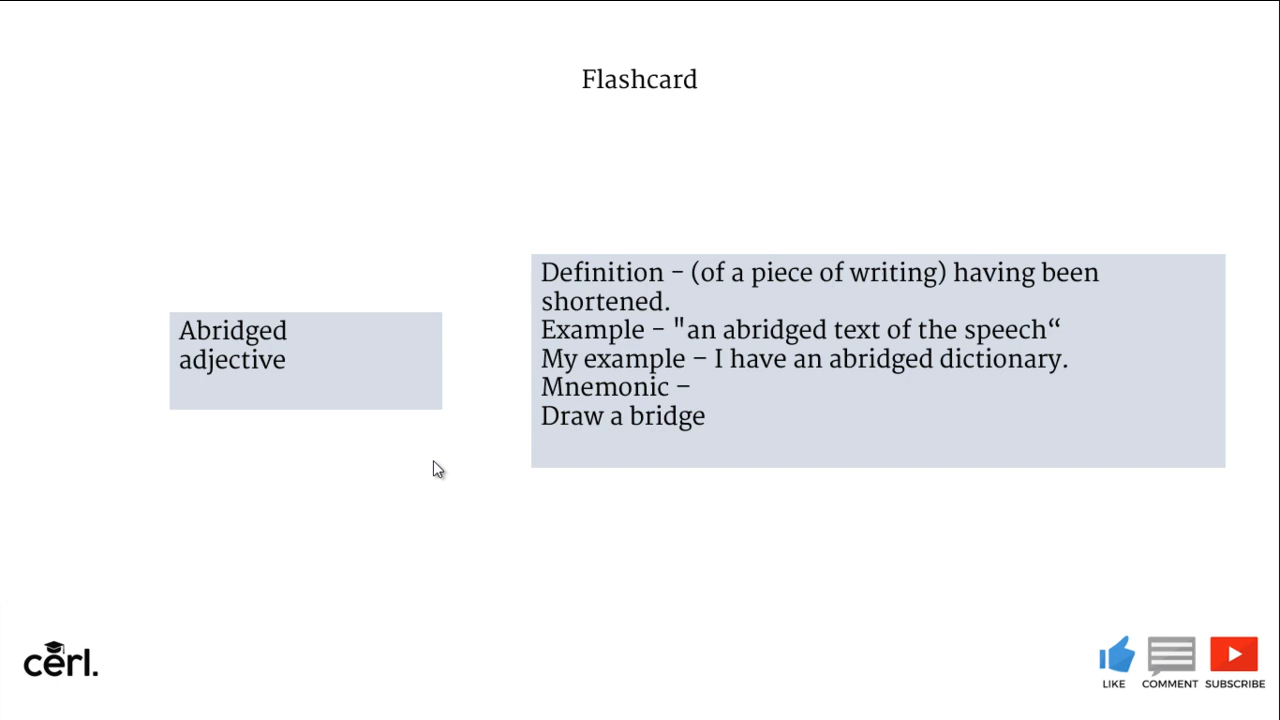 Flashcard
Abridged
adjective
Definition – (of a piece of writing) having been
shortened.
Example – "an abridged text of the speech“
My example – I have an abridged dictionary.
Mnemonic –
Draw a bridge
cerl.
LIKE
COMMENT
SUBSCRIBE